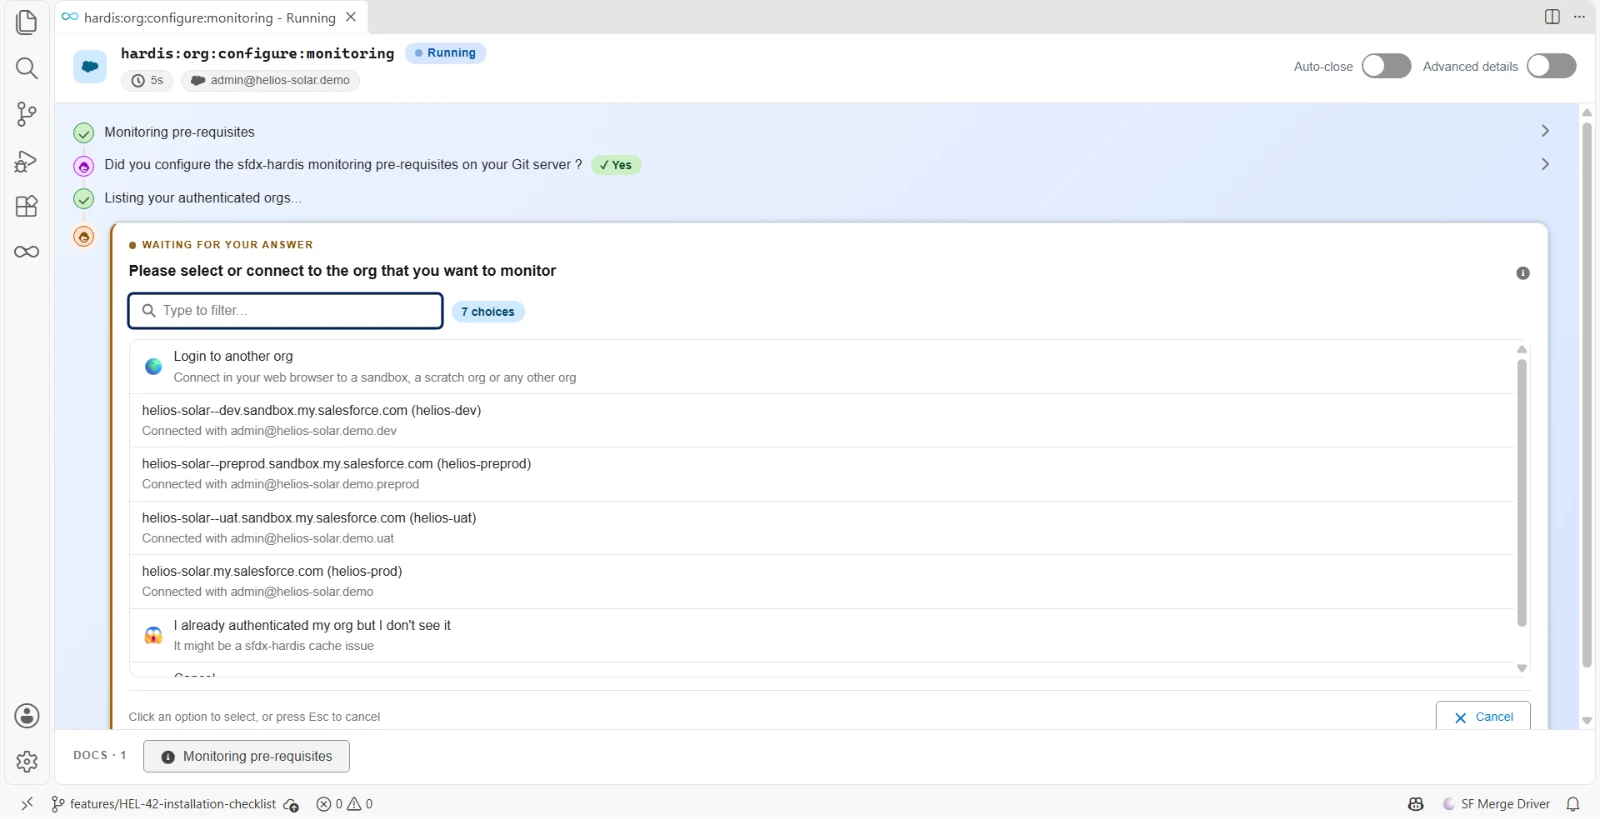 hardis:org:configure:monitoring - Running
hardis:org:configure:monitoring
Running
5s
admin@helios-solar.demo
Auto-close
Advanced details
Monitoring pre-requisites
Did you configure the sfdx-hardis monitoring pre-requisites on your Git server ?
✓ Yes
Listing your authenticated orgs...
WAITING FOR YOUR ANSWER
Please select or connect to the org that you want to monitor
Type to filter...
7 choices
Login to another org
Connect in your web browser to a sandbox, a scratch org or any other org
helios-solar--dev.sandbox.my.salesforce.com (helios-dev)
Connected with admin@helios-solar.demo.dev
helios-solar--preprod.sandbox.my.salesforce.com (helios-preprod)
Connected with admin@helios-solar.demo.preprod
helios-solar--uat.sandbox.my.salesforce.com (helios-uat)
Connected with admin@helios-solar.demo.uat
helios-solar.my.salesforce.com (helios-prod)
Connected with admin@helios-solar.demo
I already authenticated my org but I don't see it
It might be a sfdx-hardis cache issue
Cancel
Click an option to select, or press Esc to cancel
Cancel
DOCS · 1
Monitoring pre-requisites
features/HEL-42-installation-checklist
0
0
SF Merge Driver